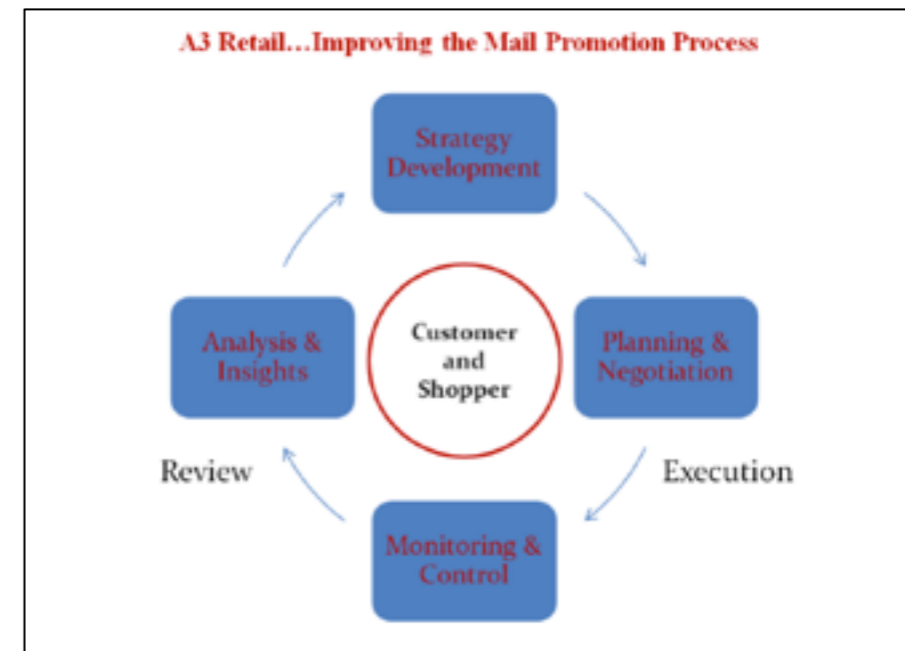 A3 Retail...Improving the Mail Promotion Process
Strategy
Development
Analysis &
Insights
Customer
and
Shopper
Planning &
Negotiation
Review
Execution
Monitoring &
Control